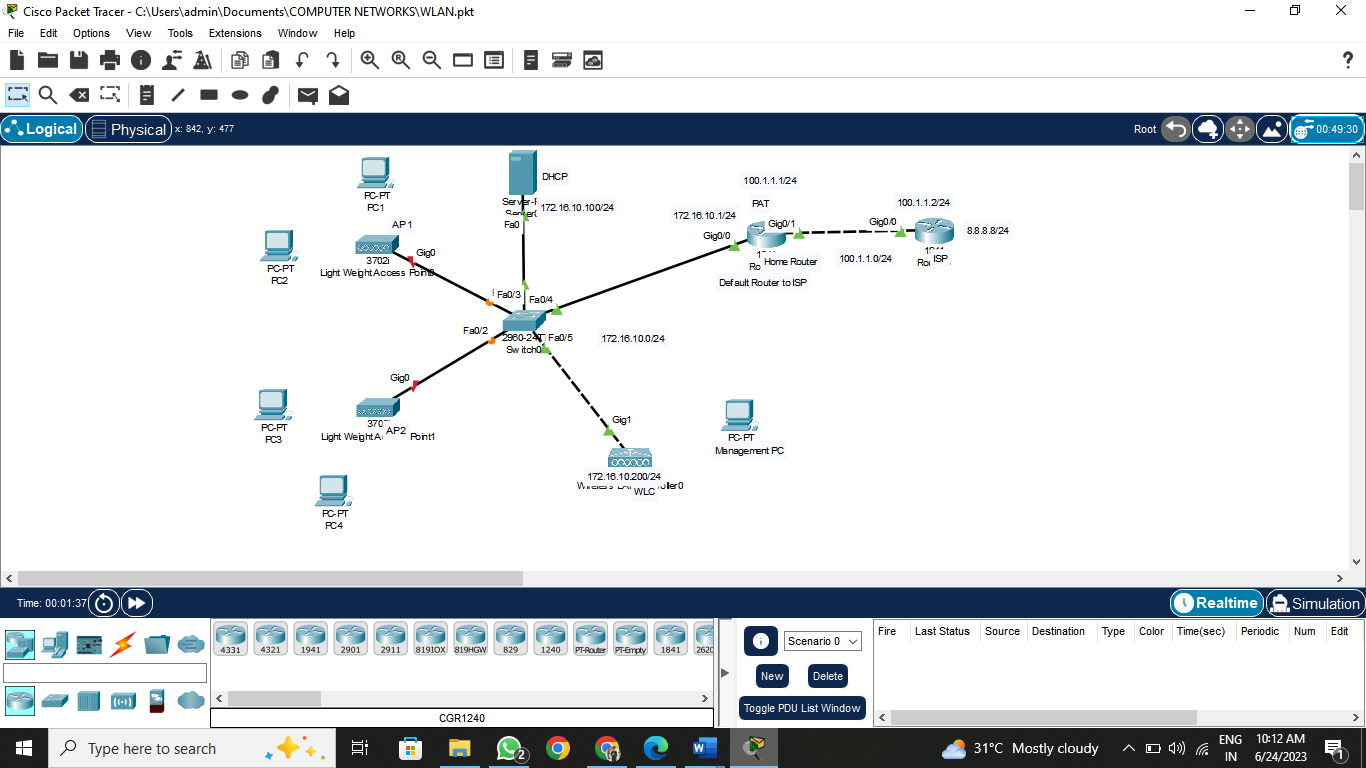 Cisco Packet Tracer - C:\Users\admin\Documents\COMPUTER NETWORKS\WLAN.pkt
File Edit Options View Tools Extensions Window Help
Logical Physical x: 842, y: 477 Root 00:49:30
PC-PT
PC1
DHCP
172.16.10.100/24
Fa0
100.1.1.1/24
PAT
172.16.10.1/24
Gig0/0
Gig0/1
100.1.1.2/24
Gig0/0
8.8.8.8/24
ISP
100.1.1.0/24
Home Router
Default Router to ISP
AP1
Gig0
3702i
Light Weight Access Point0
PC-PT
PC2
Fa0/3
Fa0/4
Fa0/2
Fa0/5
Switch0
172.16.10.0/24
Gig0
AP2
Light Weight Point1
PC-PT
PC3
PC-PT
PC4
Gig1
172.16.10.200/24
WLC
PC-PT
Management PC
Time: 00:01:37 Realtime Simulation
4331 4321 1941 2901 2911 819IOX 819HGW 829 1240 PT-Router PT-Empty 1841 2620
CGR1240
Scenario 0
New Delete
Toggle PDU List Window
Fire Last Status Source Destination Type Color Time(sec) Periodic Num Edit
Type here to search
2
31°C Mostly cloudy
ENG
IN
10:12 AM
6/24/2023
1